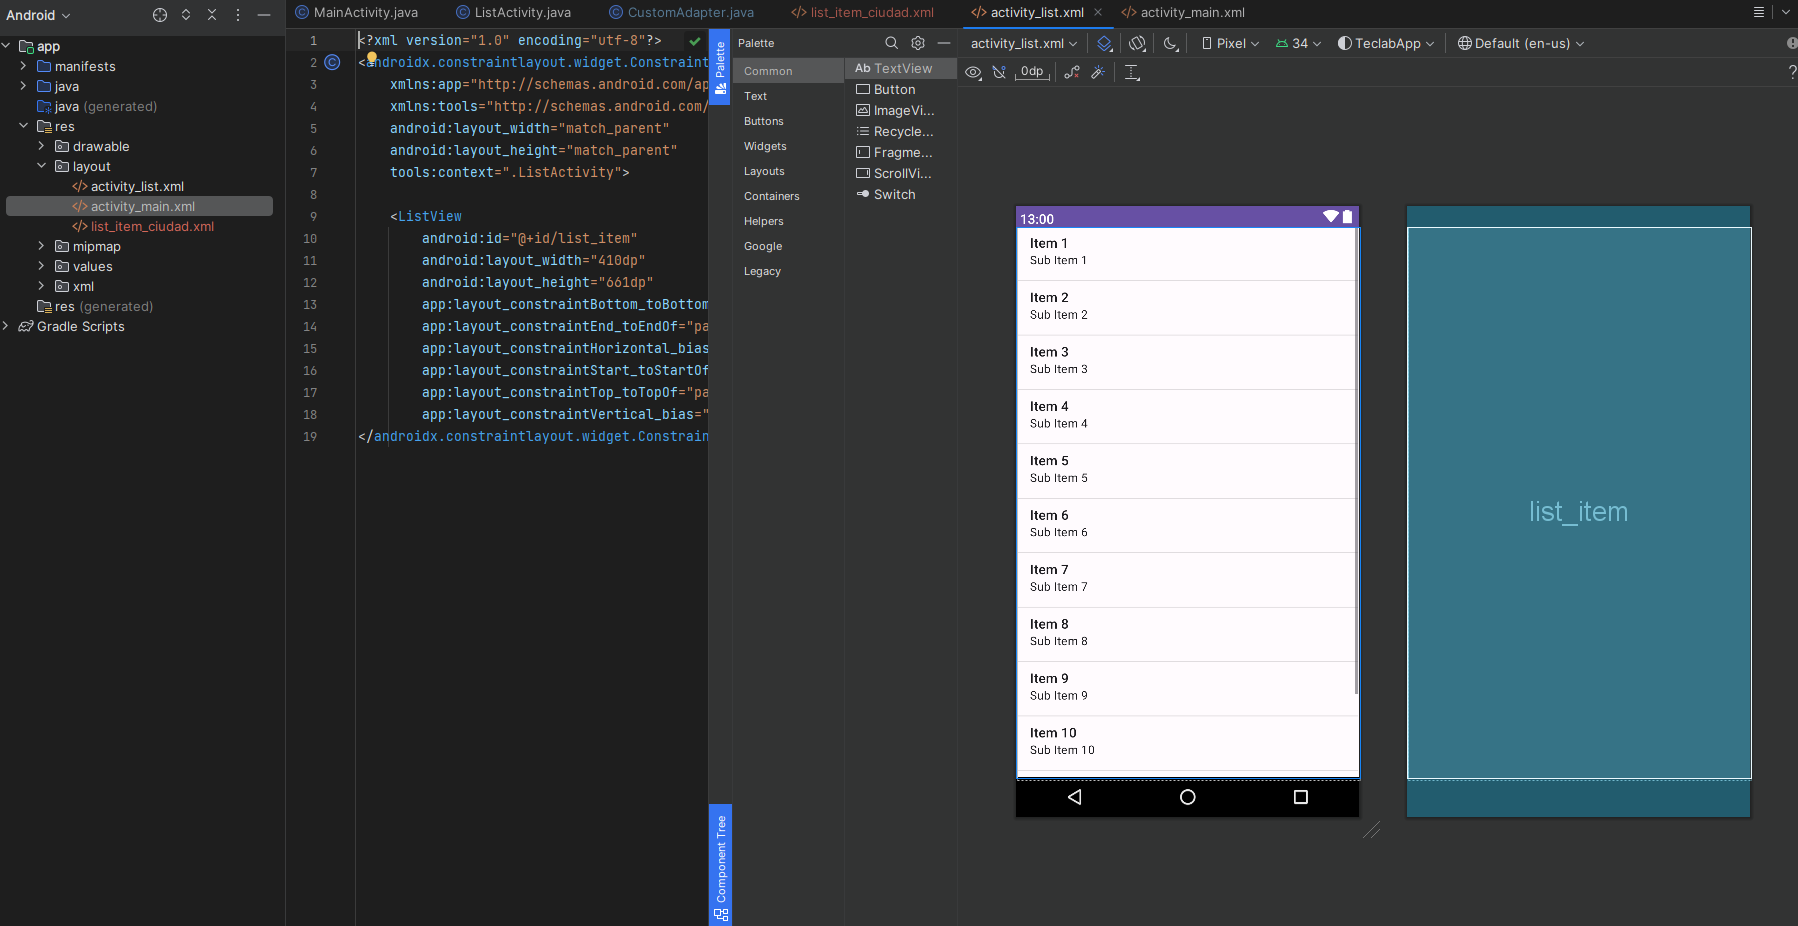 Android
app
manifests
java
java (generated)
res
drawable
layout
activity_list.xml
activity_main.xml
list_item_ciudad.xml
mipmap
values
xml
res (generated)
Gradle Scripts
MainActivity.java
ListActivity.java
CustomAdapter.java
list_item_ciudad.xml
activity_list.xml
activity_main.xml
1 <?xml version="1.0" encoding="utf-8"?>
2 <androidx.constraintlayout.widget.Constraint
3 xmlns:app="http://schemas.android.com/ap
4 xmlns:tools="http://schemas.android.com/
5 android:layout_width="match_parent"
6 android:layout_height="match_parent"
7 tools:context=".ListActivity">
8
9 <ListView
10 android:id="@+id/list_item"
11 android:layout_width="410dp"
12 android:layout_height="661dp"
13 app:layout_constraintBottom_toBottom
14 app:layout_constraintEnd_toEndOf="pa
15 app:layout_constraintHorizontal_bias
16 app:layout_constraintStart_toStartOf
17 app:layout_constraintTop_toTopOf="pa
18 app:layout_constraintVertical_bias="
19 </androidx.constraintlayout.widget.Constrain
Palette
Component Tree
Palette
Common
Text
Buttons
Widgets
Layouts
Containers
Helpers
Google
Legacy
Ab TextView
Button
ImageVi...
Recycle...
Fragme...
ScrollVi...
Switch
activity_list.xml
Pixel
34
TeclabApp
Default (en-us)
0dp
?
13:00
Item 1
Sub Item 1
Item 2
Sub Item 2
Item 3
Sub Item 3
Item 4
Sub Item 4
Item 5
Sub Item 5
Item 6
Sub Item 6
Item 7
Sub Item 7
Item 8
Sub Item 8
Item 9
Sub Item 9
Item 10
Sub Item 10
list_item